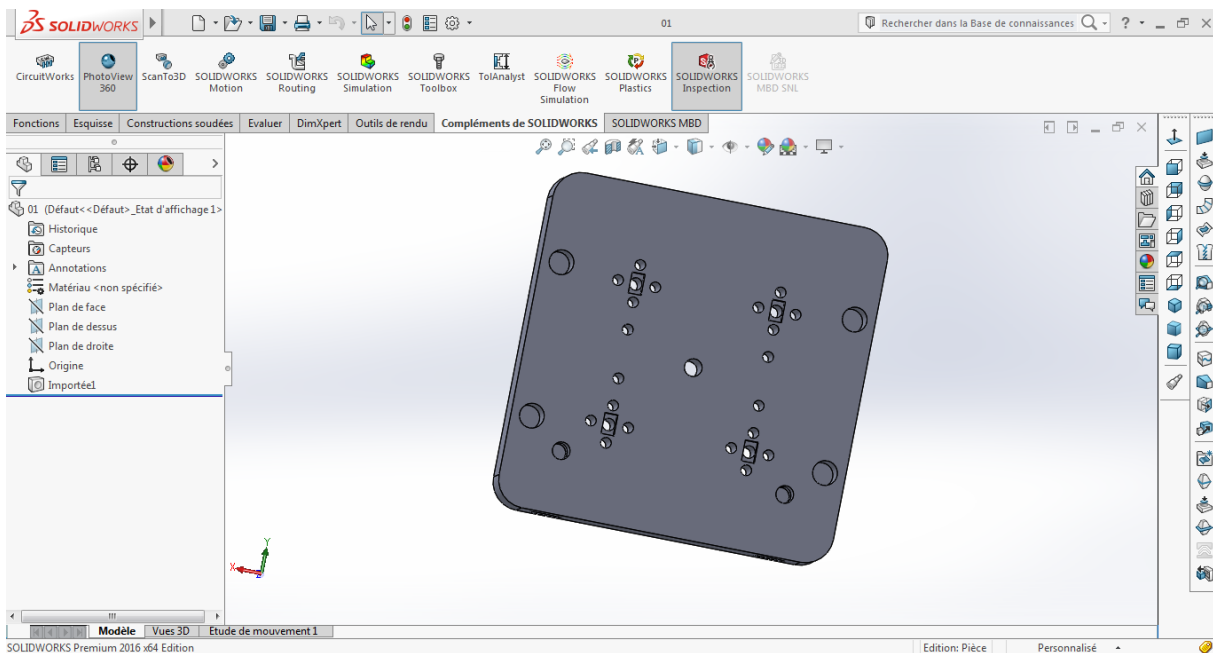 SOLIDWORKS
01
Rechercher dans la Base de connaissances
?
CircuitWorks
PhotoView 360
ScanTo3D
SOLIDWORKS Motion
SOLIDWORKS Routing
SOLIDWORKS Simulation
SOLIDWORKS Toolbox
TolAnalyst
SOLIDWORKS Flow Simulation
SOLIDWORKS Plastics
SOLIDWORKS Inspection
SOLIDWORKS MBD SNL
Fonctions Esquisse Constructions soudées Evaluer DimXpert Outils de rendu Compléments de SOLIDWORKS SOLIDWORKS MBD
01 (Défaut<<Défaut>_Etat d'affichage 1>
Historique
Capteurs
A Annotations
Matériau <non spécifié>
Plan de face
Plan de dessus
Plan de droite
Origine
Importée1
Y
X
Z
Modèle Vues 3D Etude de mouvement 1
SOLIDWORKS Premium 2016 x64 Edition
Edition: Pièce
Personnalisé